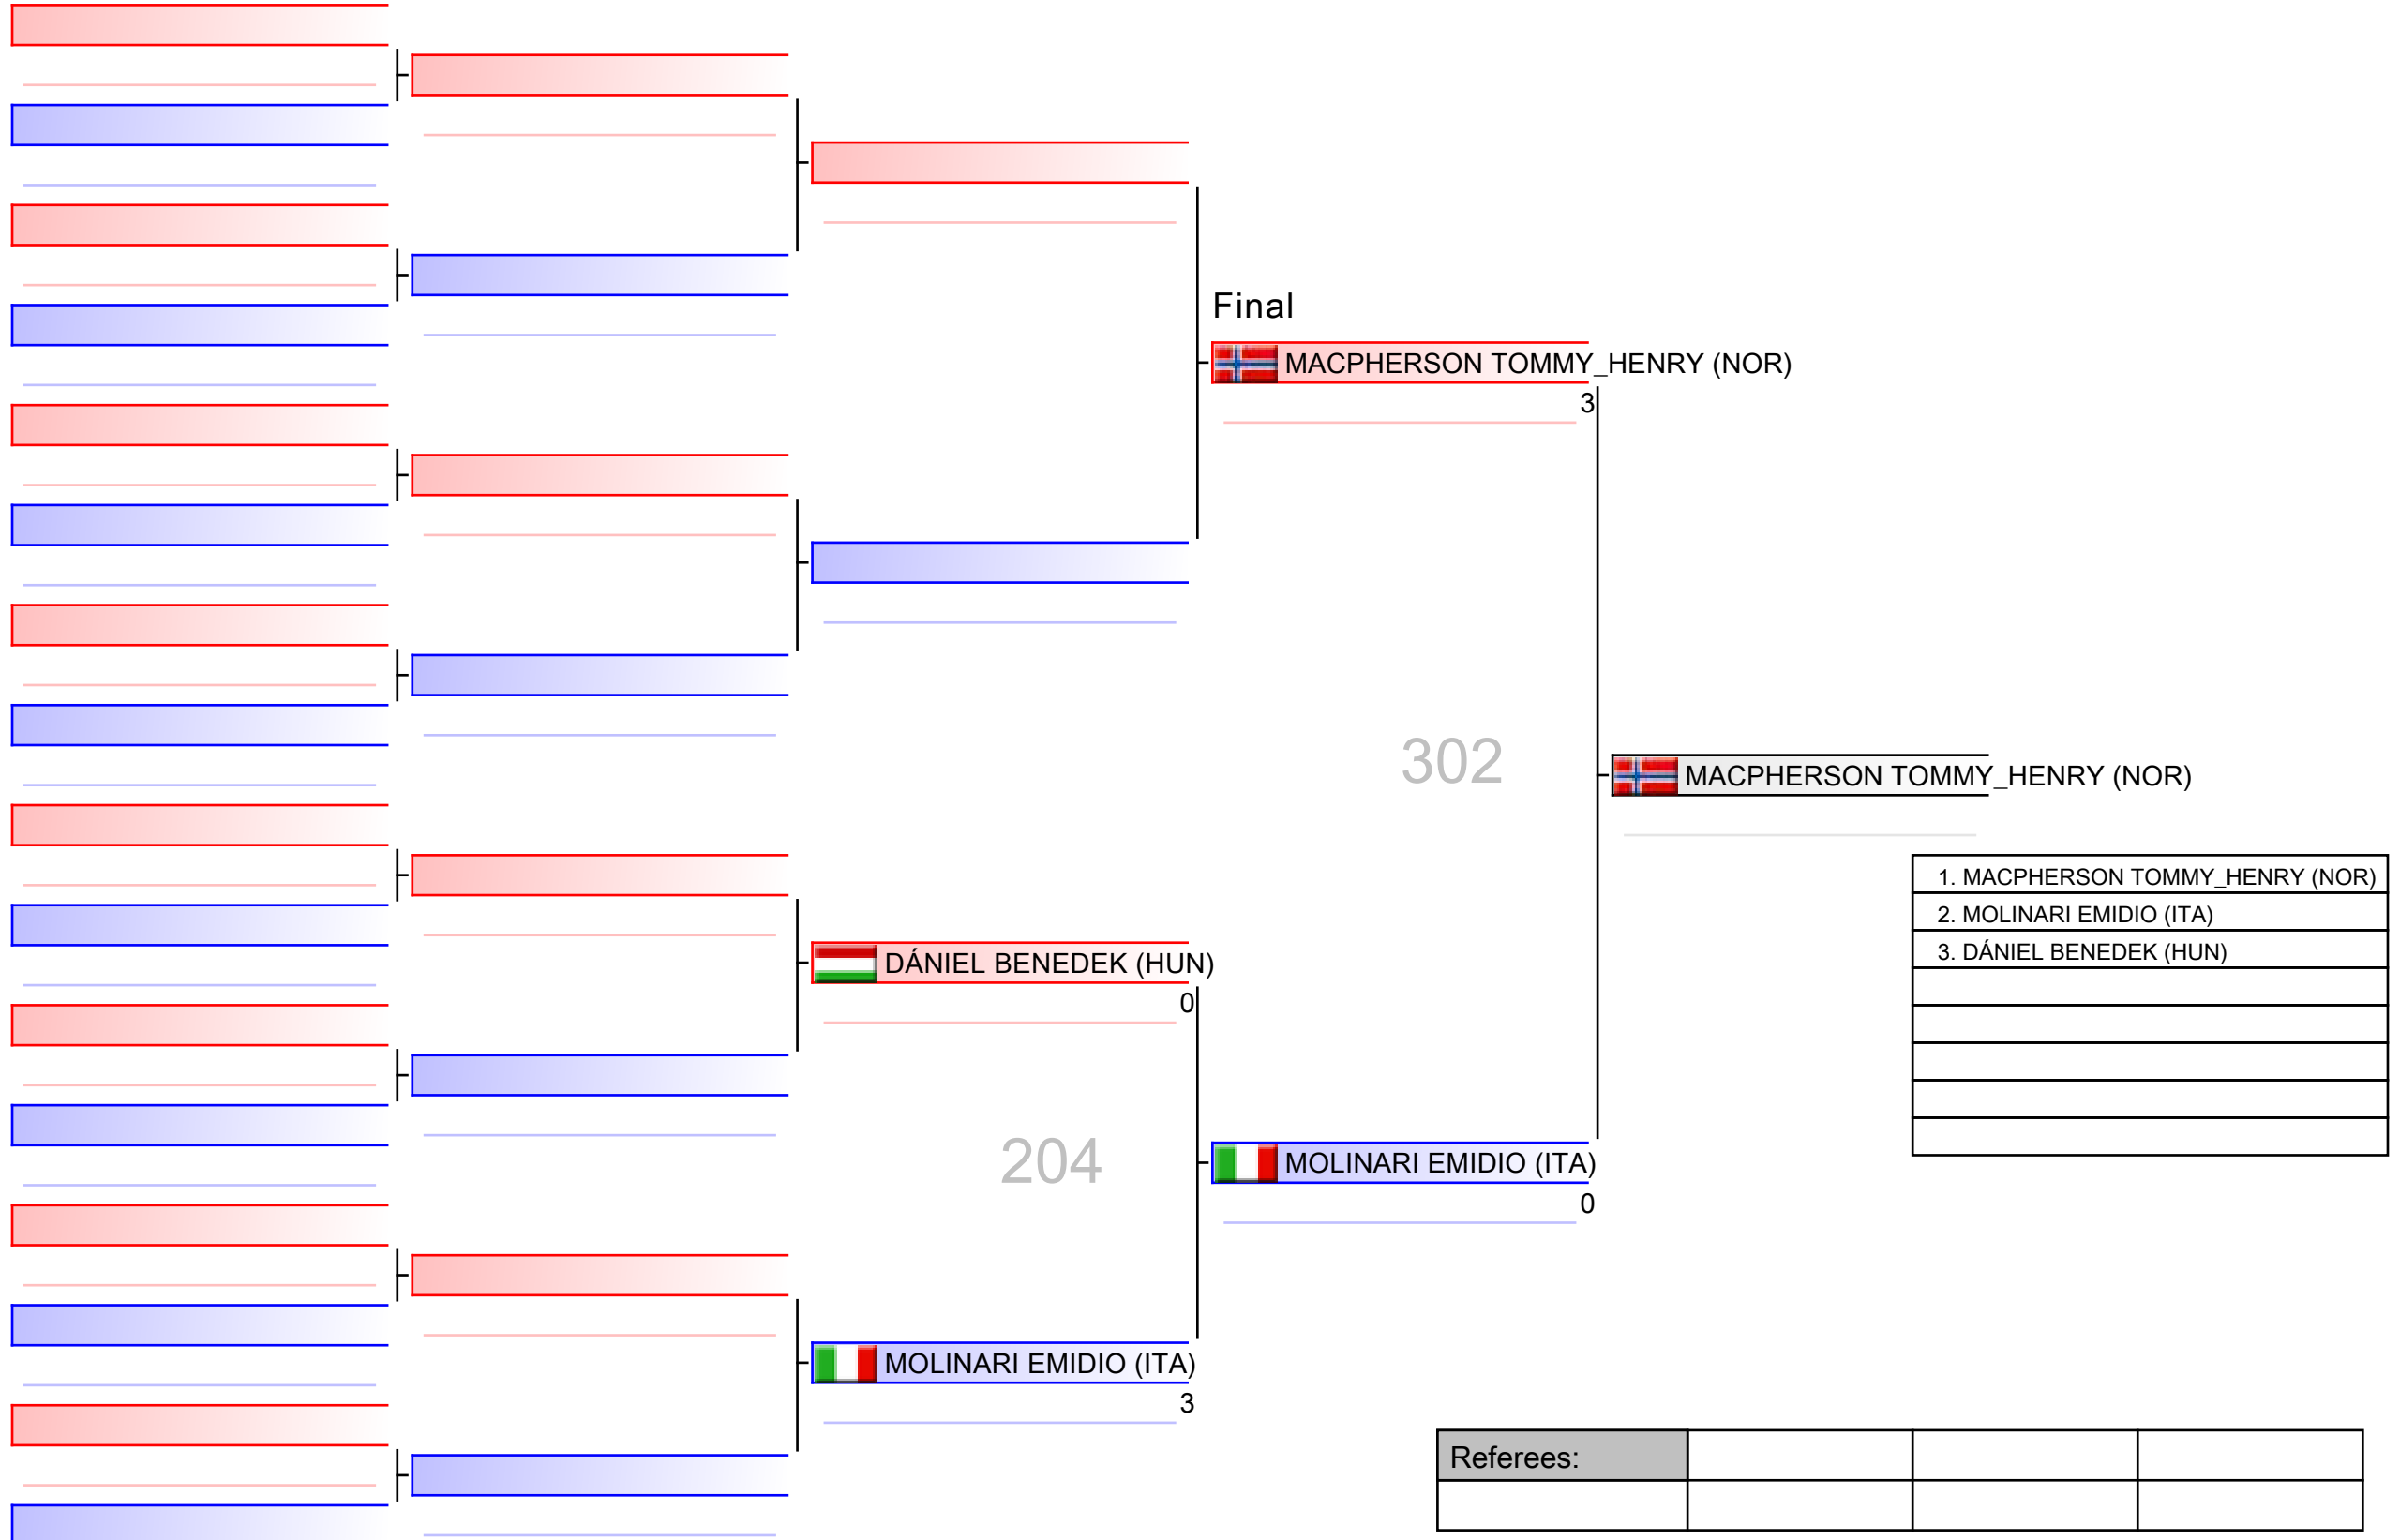 Final
MACPHERSON TOMMY_HENRY (NOR)
3
302
MACPHERSON TOMMY_HENRY (NOR)
1. MACPHERSON TOMMY_HENRY (NOR)
2. MOLINARI EMIDIO (ITA)
3. DÁNIEL BENEDEK (HUN)
DÁNIEL BENEDEK (HUN)
0
204
MOLINARI EMIDIO (ITA)
0
MOLINARI EMIDIO (ITA)
3
Referees: